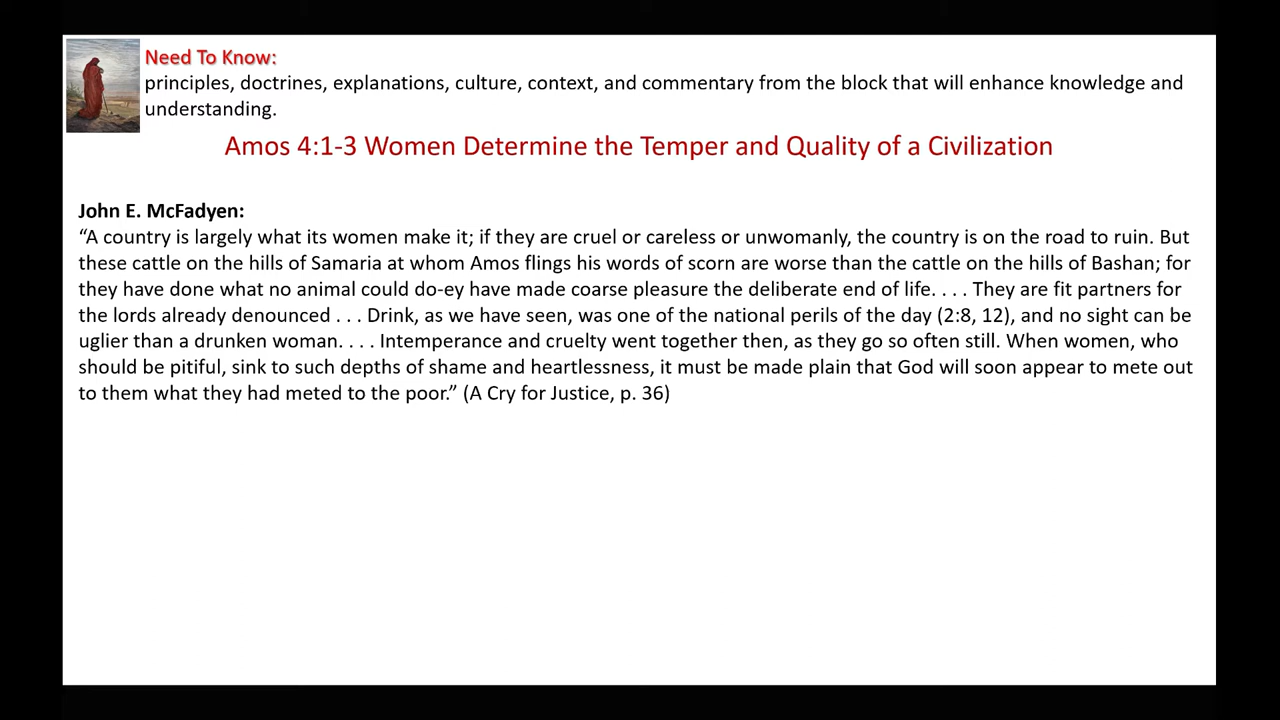 Need To Know:
principles, doctrines, explanations, culture, context, and commentary from the block that will enhance knowledge and
understanding.
Amos 4:1-3 Women Determine the Temper and Quality of a Civilization
John E. McFadyen:
“A country is largely what its women make it; if they are cruel or careless or unwomanly, the country is on the road to ruin. But
these cattle on the hills of Samaria at whom Amos flings his words of scorn are worse than the cattle on the hills of Bashan; for
they have done what no animal could do-ey have made coarse pleasure the deliberate end of life. . . . They are fit partners for
the lords already denounced . . . Drink, as we have seen, was one of the national perils of the day (2:8, 12), and no sight can be
uglier than a drunken woman. . . . Intemperance and cruelty went together then, as they go so often still. When women, who
should be pitiful, sink to such depths of shame and heartlessness, it must be made plain that God will soon appear to mete out
to them what they had meted to the poor.” (A Cry for Justice, p. 36)